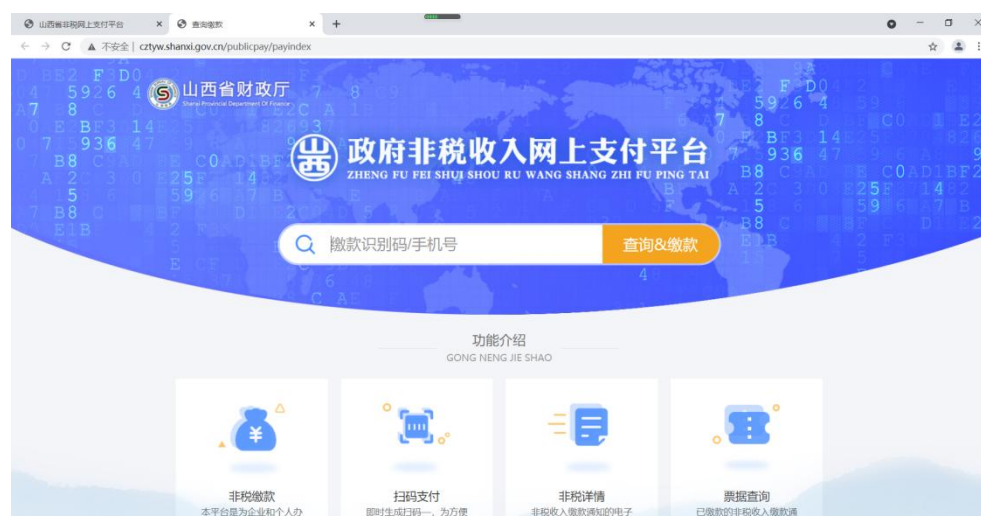 山西省非税网上支付平台
查询缴款
不安全 | cztyw.shanxi.gov.cn/publicpay/payindex
山西省财政厅
Shanxi Provincial Department Of Finance
政府非税收入网上支付平台
ZHENG FU FEI SHUI SHOU RU WANG SHANG ZHI FU PING TAI
缴款识别码/手机号
查询&缴款
功能介绍
GONG NENG JIE SHAO
非税缴款
扫码支付
非税详情
票据查询
本平台是为企业和个人办
即时生成扫码一，为方便
非税收入缴款通知的电子
已缴款的非税收入缴款通